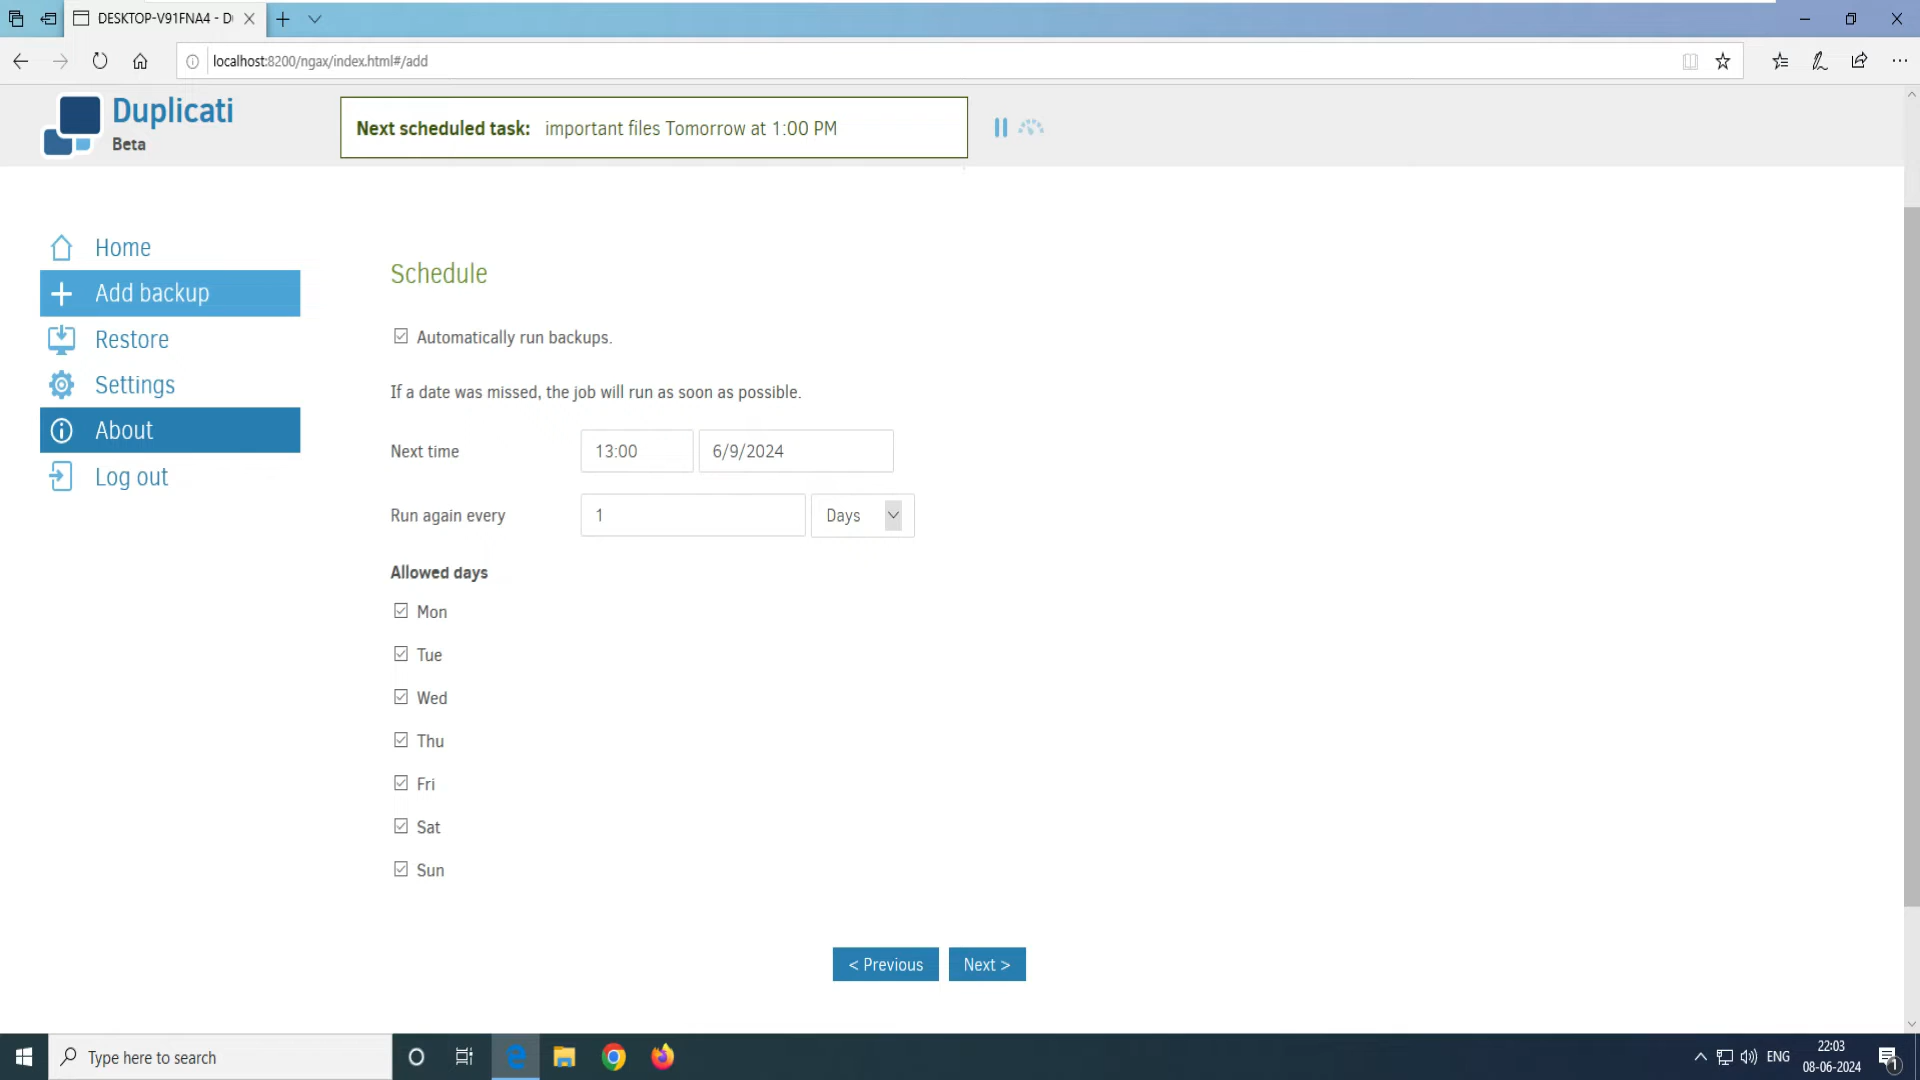 DESKTOP-V91FNA4 - D
localhost:8200/ngax/index.html#/add
Duplicati
Beta
Next scheduled task: important files Tomorrow at 1:00 PM
Home
Add backup
Restore
Settings
About
Log out
Schedule
Automatically run backups.
If a date was missed, the job will run as soon as possible.
Next time 13:00 6/9/2024
Run again every 1 Days
Allowed days
Mon
Tue
Wed
Thu
Fri
Sat
Sun
< Previous Next >
Type here to search
ENG
22:03
08-06-2024
1